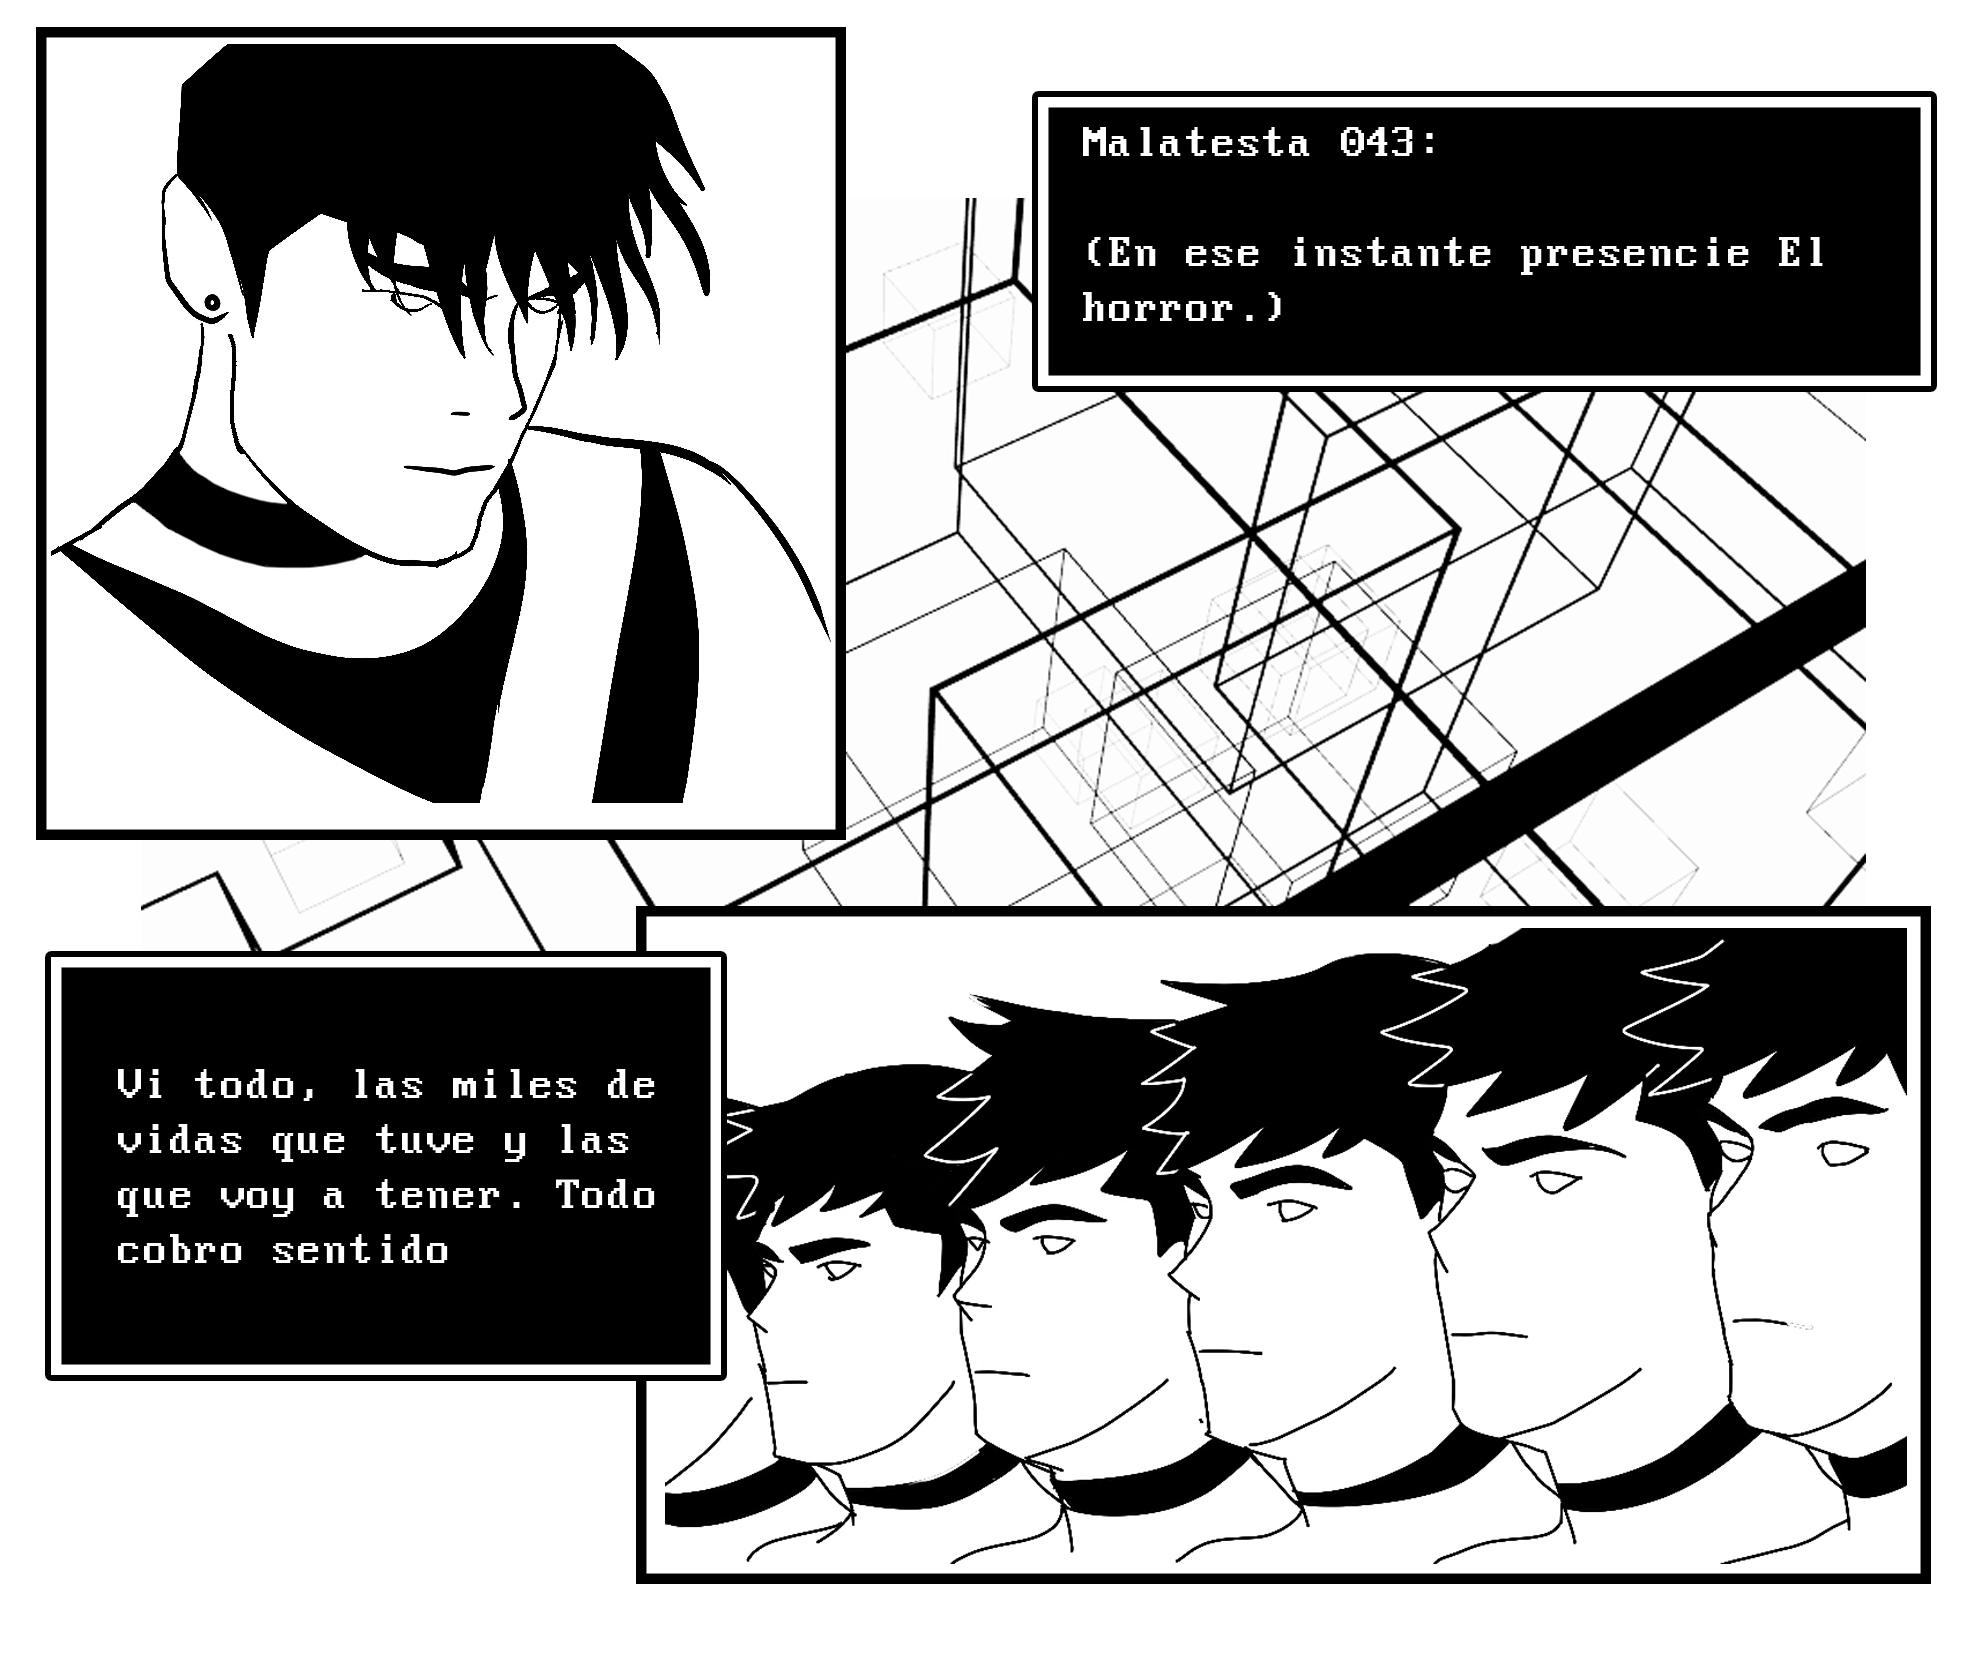 Malatesta 043:
(En ese instante presencie El
horror.)
Vi todo, las miles de
vidas que tuve y las
que voy a tener. Todo
cobro sentido